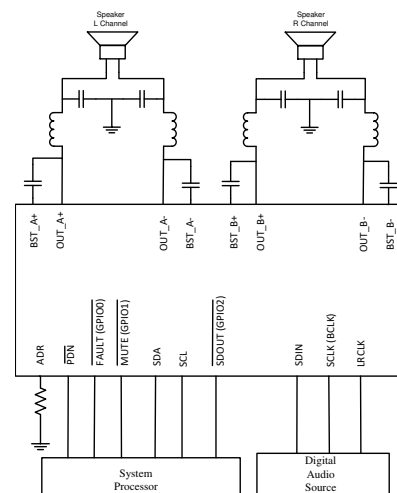 Speaker
L Channel
Speaker
R Channel
BST_A+
OUT_A+
OUT_A-
BST_A-
BST_B+
OUT_B+
OUT_B-
BST_B-
ADR
PDN
FAULT (GPIO0)
MUTE (GPIO1)
SDA
SCL
SDOUT (GPIO2)
SDIN
SCLK (BCLK)
LRCLK
System
Processor
Digital
Audio
Source